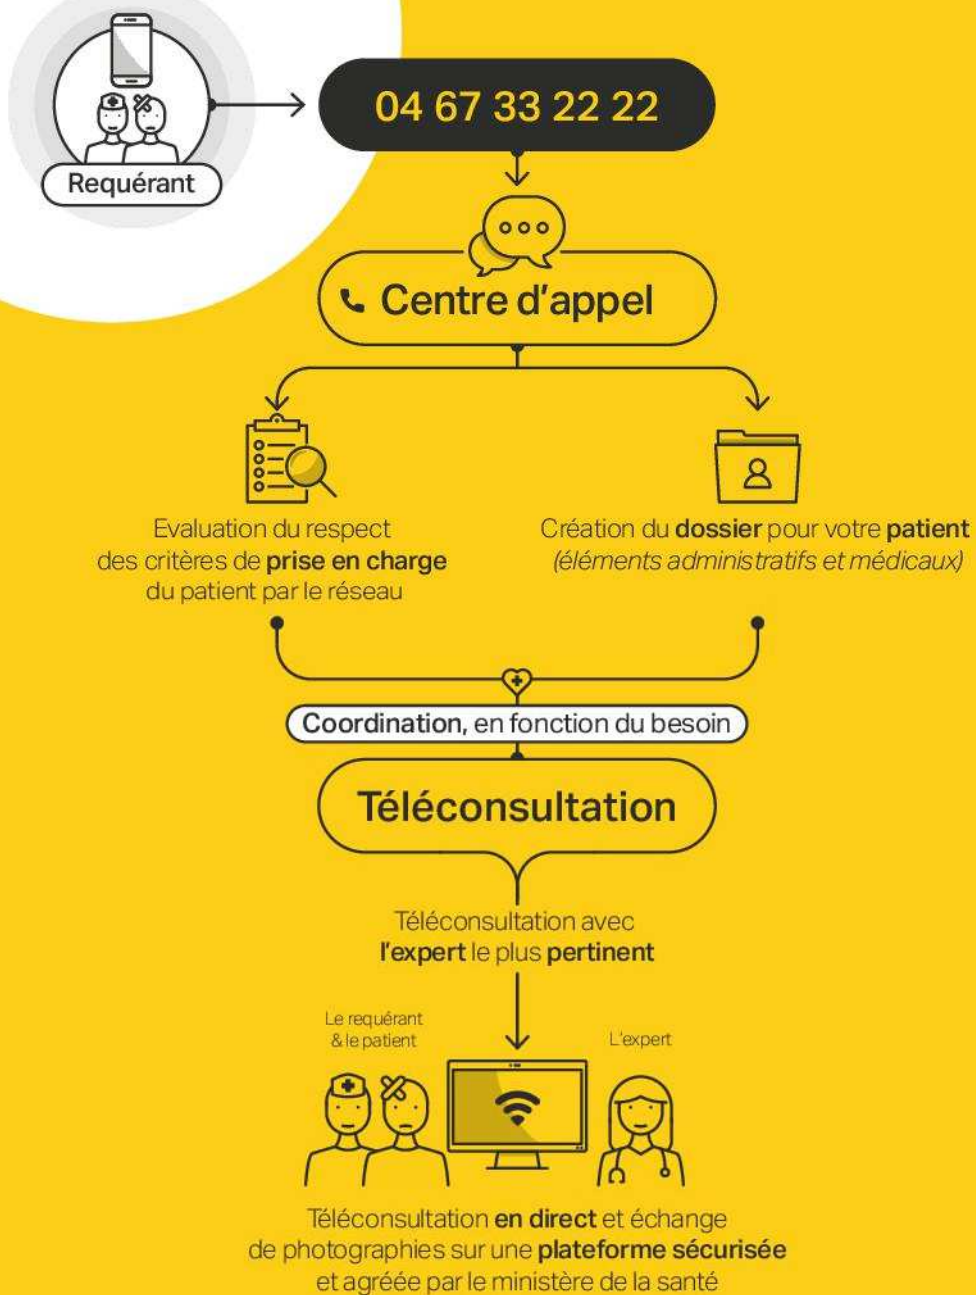 Requérant
04 67 33 22 22
Centre d'appel
Evaluation du respect
des critères de prise en charge
du patient par le réseau
Création du dossier pour votre patient
(éléments administratifs et médicaux)
Coordination, en fonction du besoin
Téléconsultation
Téléconsultation avec
l'expert le plus pertinent
Le requérant
& le patient
L'expert
Téléconsultation en direct et échange
de photographies sur une plateforme sécurisée
et agréée par le ministère de la santé